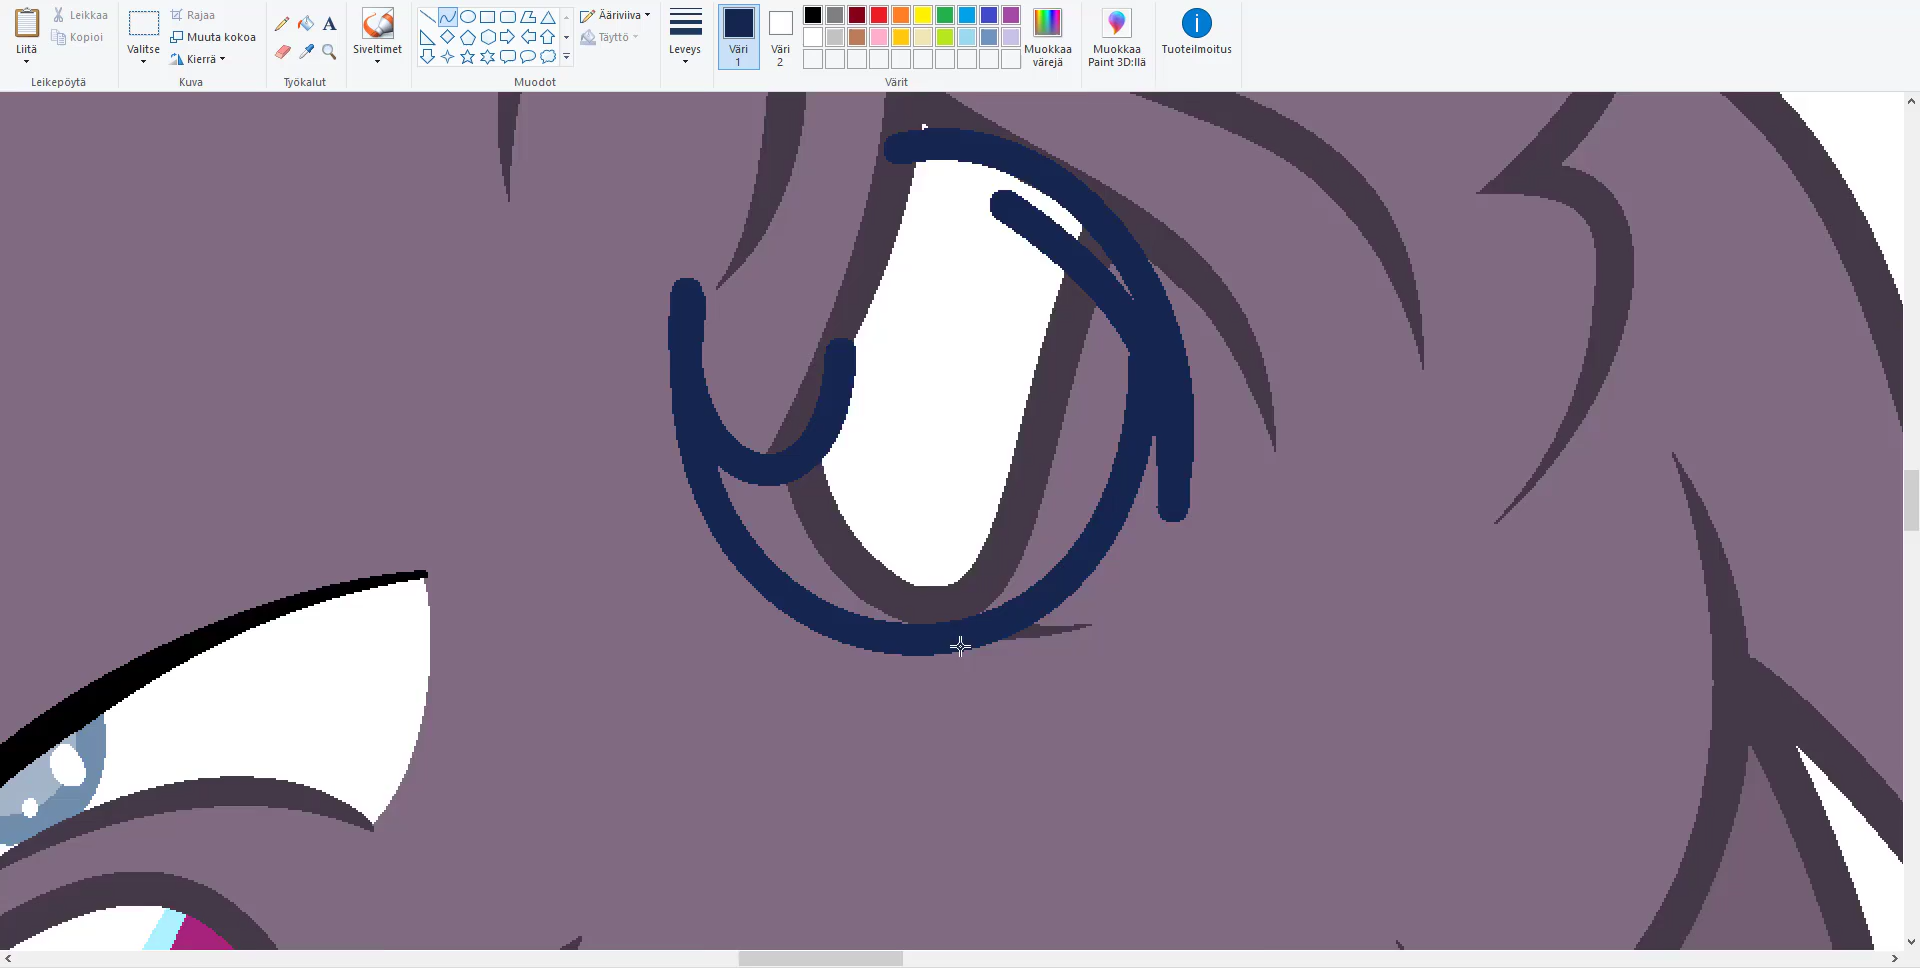 Liitä
Leikkaa
Kopioi
Leikepöytä
Valitse
Rajaa
Muuta kokoa
Kierrä
Kuva
A
Työkalut
Siveltimet
Ääriviiva
Täyttö
Muodot
Leveys
Väri
1
Väri
2
Muokkaa
värejä
Värit
Muokkaa
Paint 3D:llä
i
Tuoteilmoitus